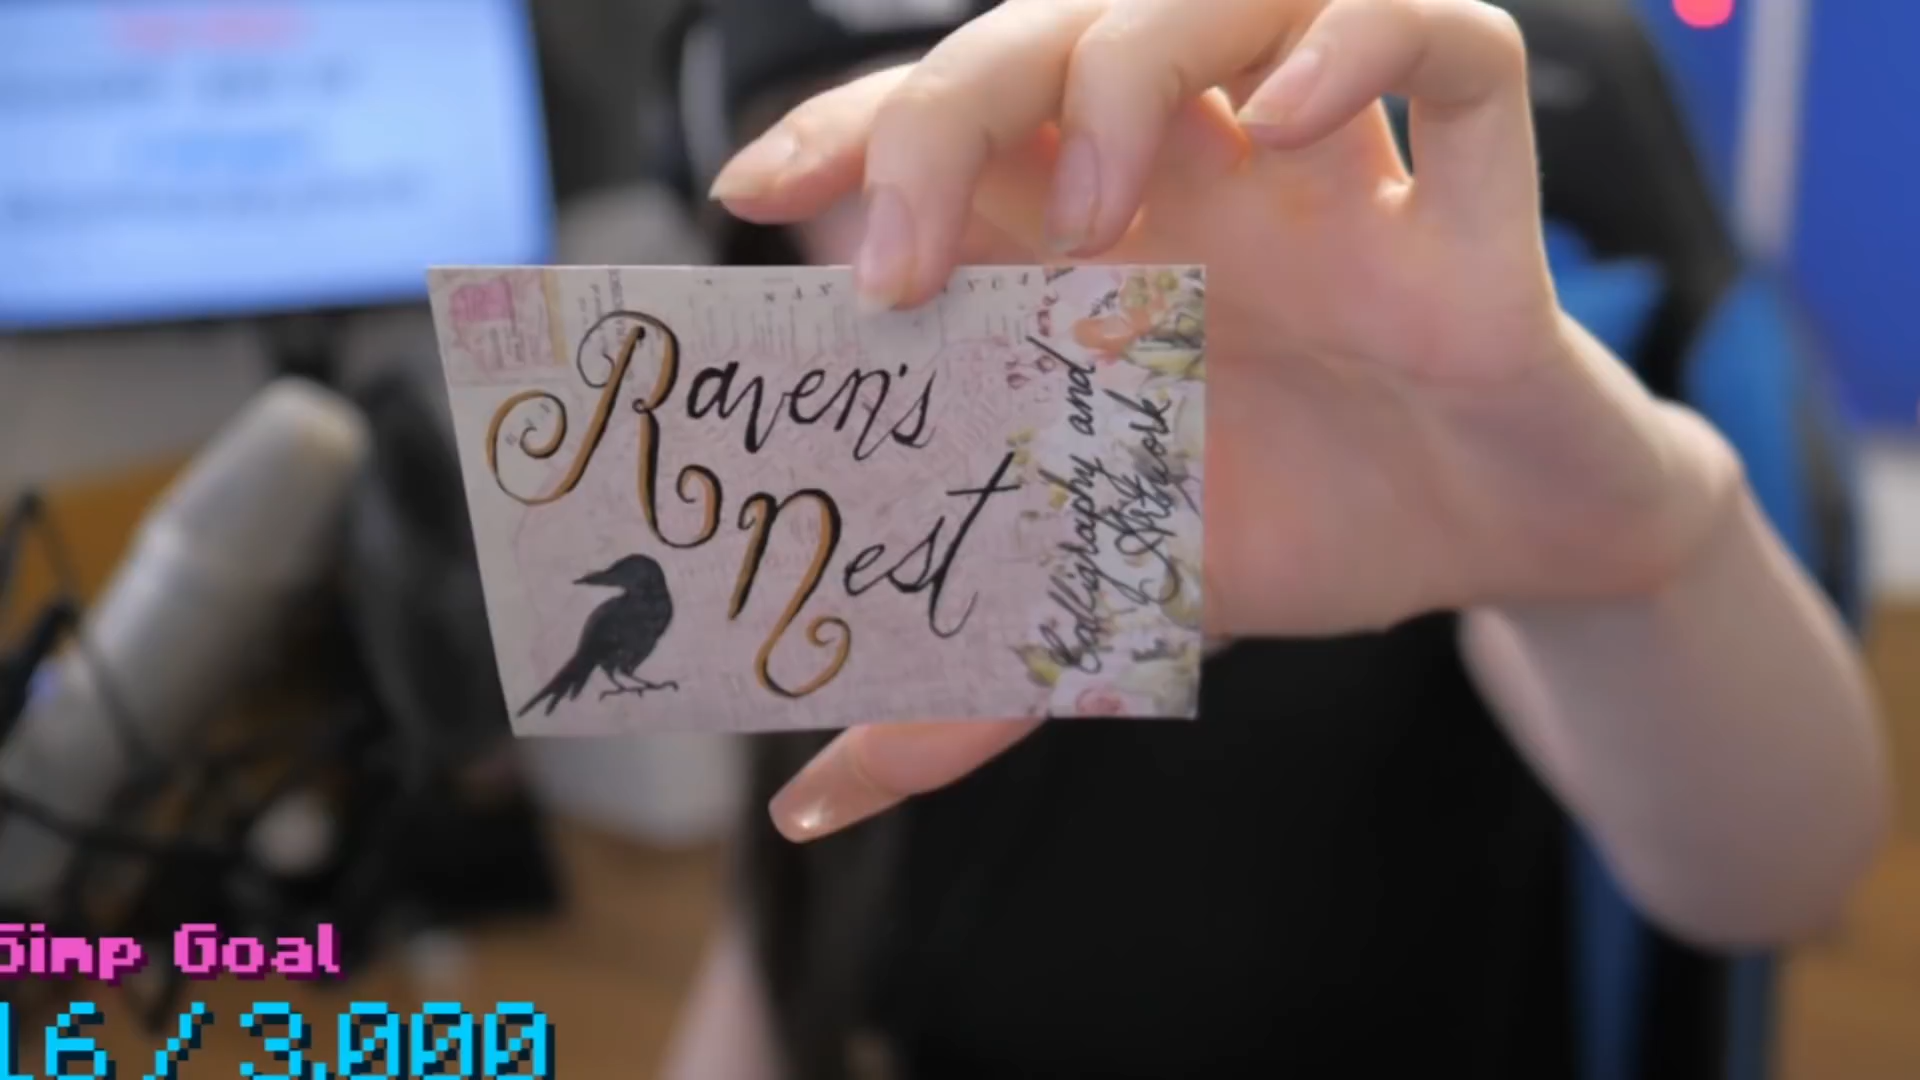 Raven's
Nest
Calligraphy and
Artwork
Simp Goal
16 / 3,000